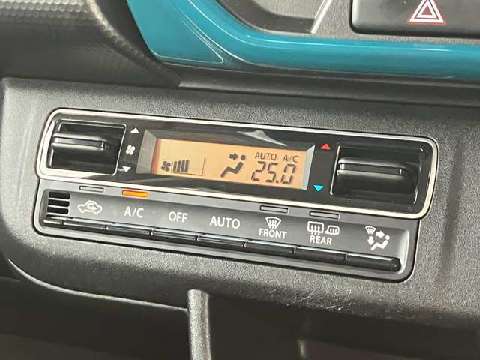 AUTO A/C
25.0
A/C OFF AUTO FRONT REAR